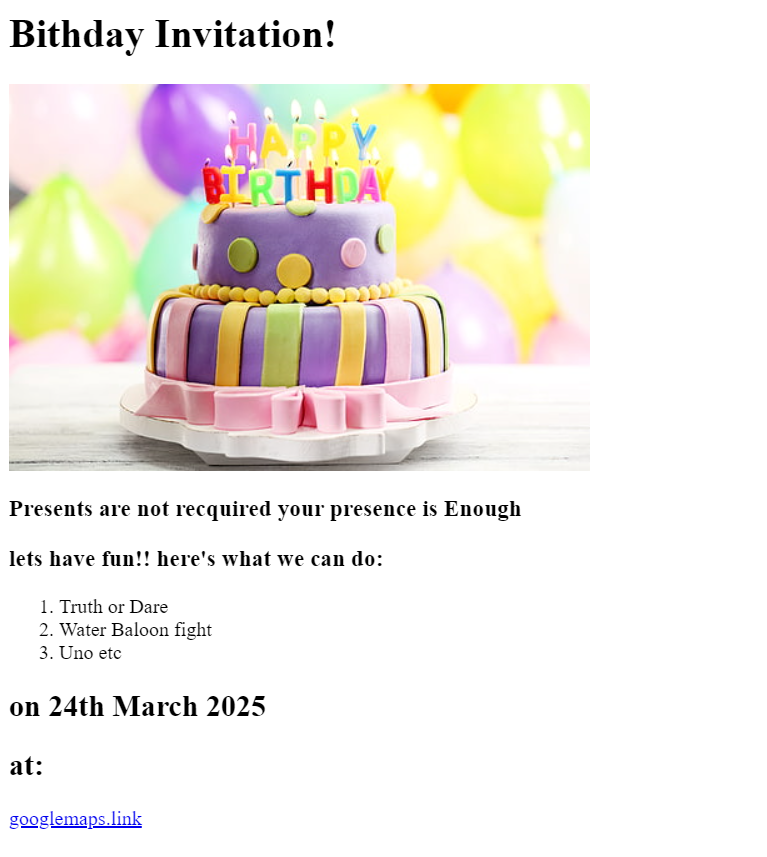 Bithday Invitation!
HAPPY
BIRTHDAY
Presents are not recquired your presence is Enough
lets have fun!! here's what we can do:
1. Truth or Dare
2. Water Baloon fight
3. Uno etc
on 24th March 2025
at:
googlemaps.link